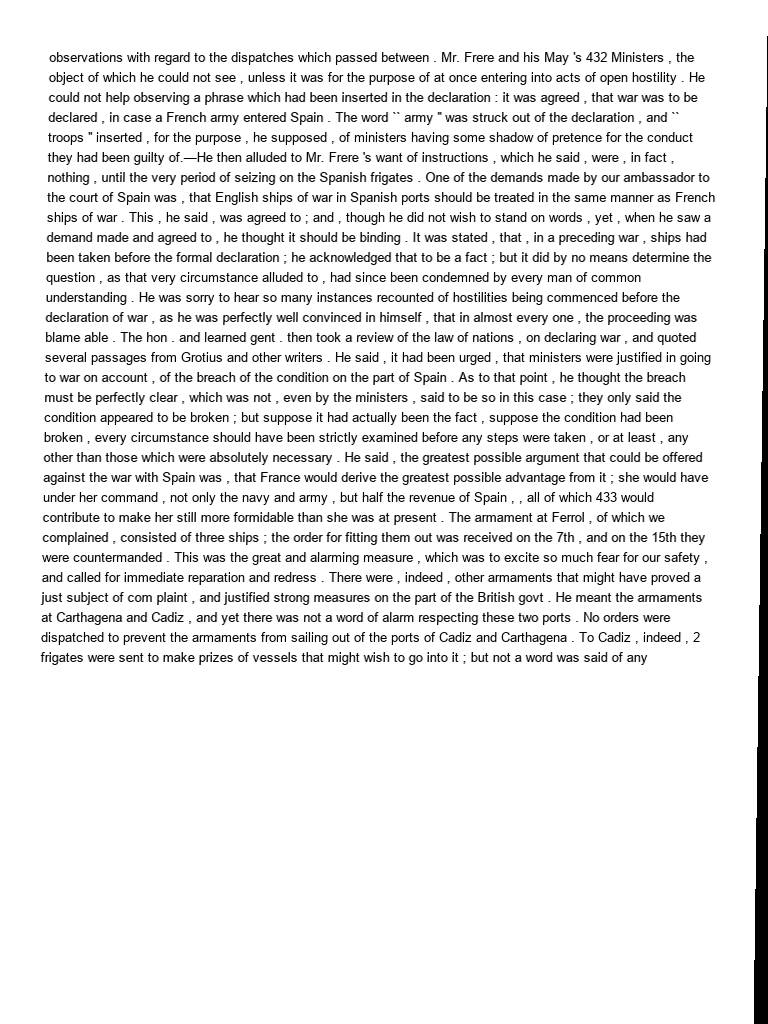 observations with regard to the dispatches which passed between . Mr. Frere and his May 's 432 Ministers , the
object of which he could not see , unless it was for the purpose of at once entering into acts of open hostility . He
could not help observing a phrase which had been inserted in the declaration : it was agreed , that war was to be
declared , in case a French army entered Spain . The word `` army '' was struck out of the declaration , and ``
troops '' inserted , for the purpose , he supposed , of ministers having some shadow of pretence for the conduct
they had been guilty of.—He then alluded to Mr. Frere 's want of instructions , which he said , were , in fact ,
nothing , until the very period of seizing on the Spanish frigates . One of the demands made by our ambassador to
the court of Spain was , that English ships of war in Spanish ports should be treated in the same manner as French
ships of war . This , he said , was agreed to ; and , though he did not wish to stand on words , yet , when he saw a
demand made and agreed to , he thought it should be binding . It was stated , that , in a preceding war , ships had
been taken before the formal declaration ; he acknowledged that to be a fact ; but it did by no means determine the
question , as that very circumstance alluded to , had since been condemned by every man of common
understanding . He was sorry to hear so many instances recounted of hostilities being commenced before the
declaration of war , as he was perfectly well convinced in himself , that in almost every one , the proceeding was
blame able . The hon . and learned gent . then took a review of the law of nations , on declaring war , and quoted
several passages from Grotius and other writers . He said , it had been urged , that ministers were justified in going
to war on account , of the breach of the condition on the part of Spain . As to that point , he thought the breach
must be perfectly clear , which was not , even by the ministers , said to be so in this case ; they only said the
condition appeared to be broken ; but suppose it had actually been the fact , suppose the condition had been
broken , every circumstance should have been strictly examined before any steps were taken , or at least , any
other than those which were absolutely necessary . He said , the greatest possible argument that could be offered
against the war with Spain was , that France would derive the greatest possible advantage from it ; she would have
under her command , not only the navy and army , but half the revenue of Spain , , all of which 433 would
contribute to make her still more formidable than she was at present . The armament at Ferrol , of which we
complained , consisted of three ships ; the order for fitting them out was received on the 7th , and on the 15th they
were countermanded . This was the great and alarming measure , which was to excite so much fear for our safety ,
and called for immediate reparation and redress . There were , indeed , other armaments that might have proved a
just subject of com plaint , and justified strong measures on the part of the British govt . He meant the armaments
at Carthagena and Cadiz , and yet there was not a word of alarm respecting these two ports . No orders were
dispatched to prevent the armaments from sailing out of the ports of Cadiz and Carthagena . To Cadiz , indeed , 2
frigates were sent to make prizes of vessels that might wish to go into it ; but not a word was said of any